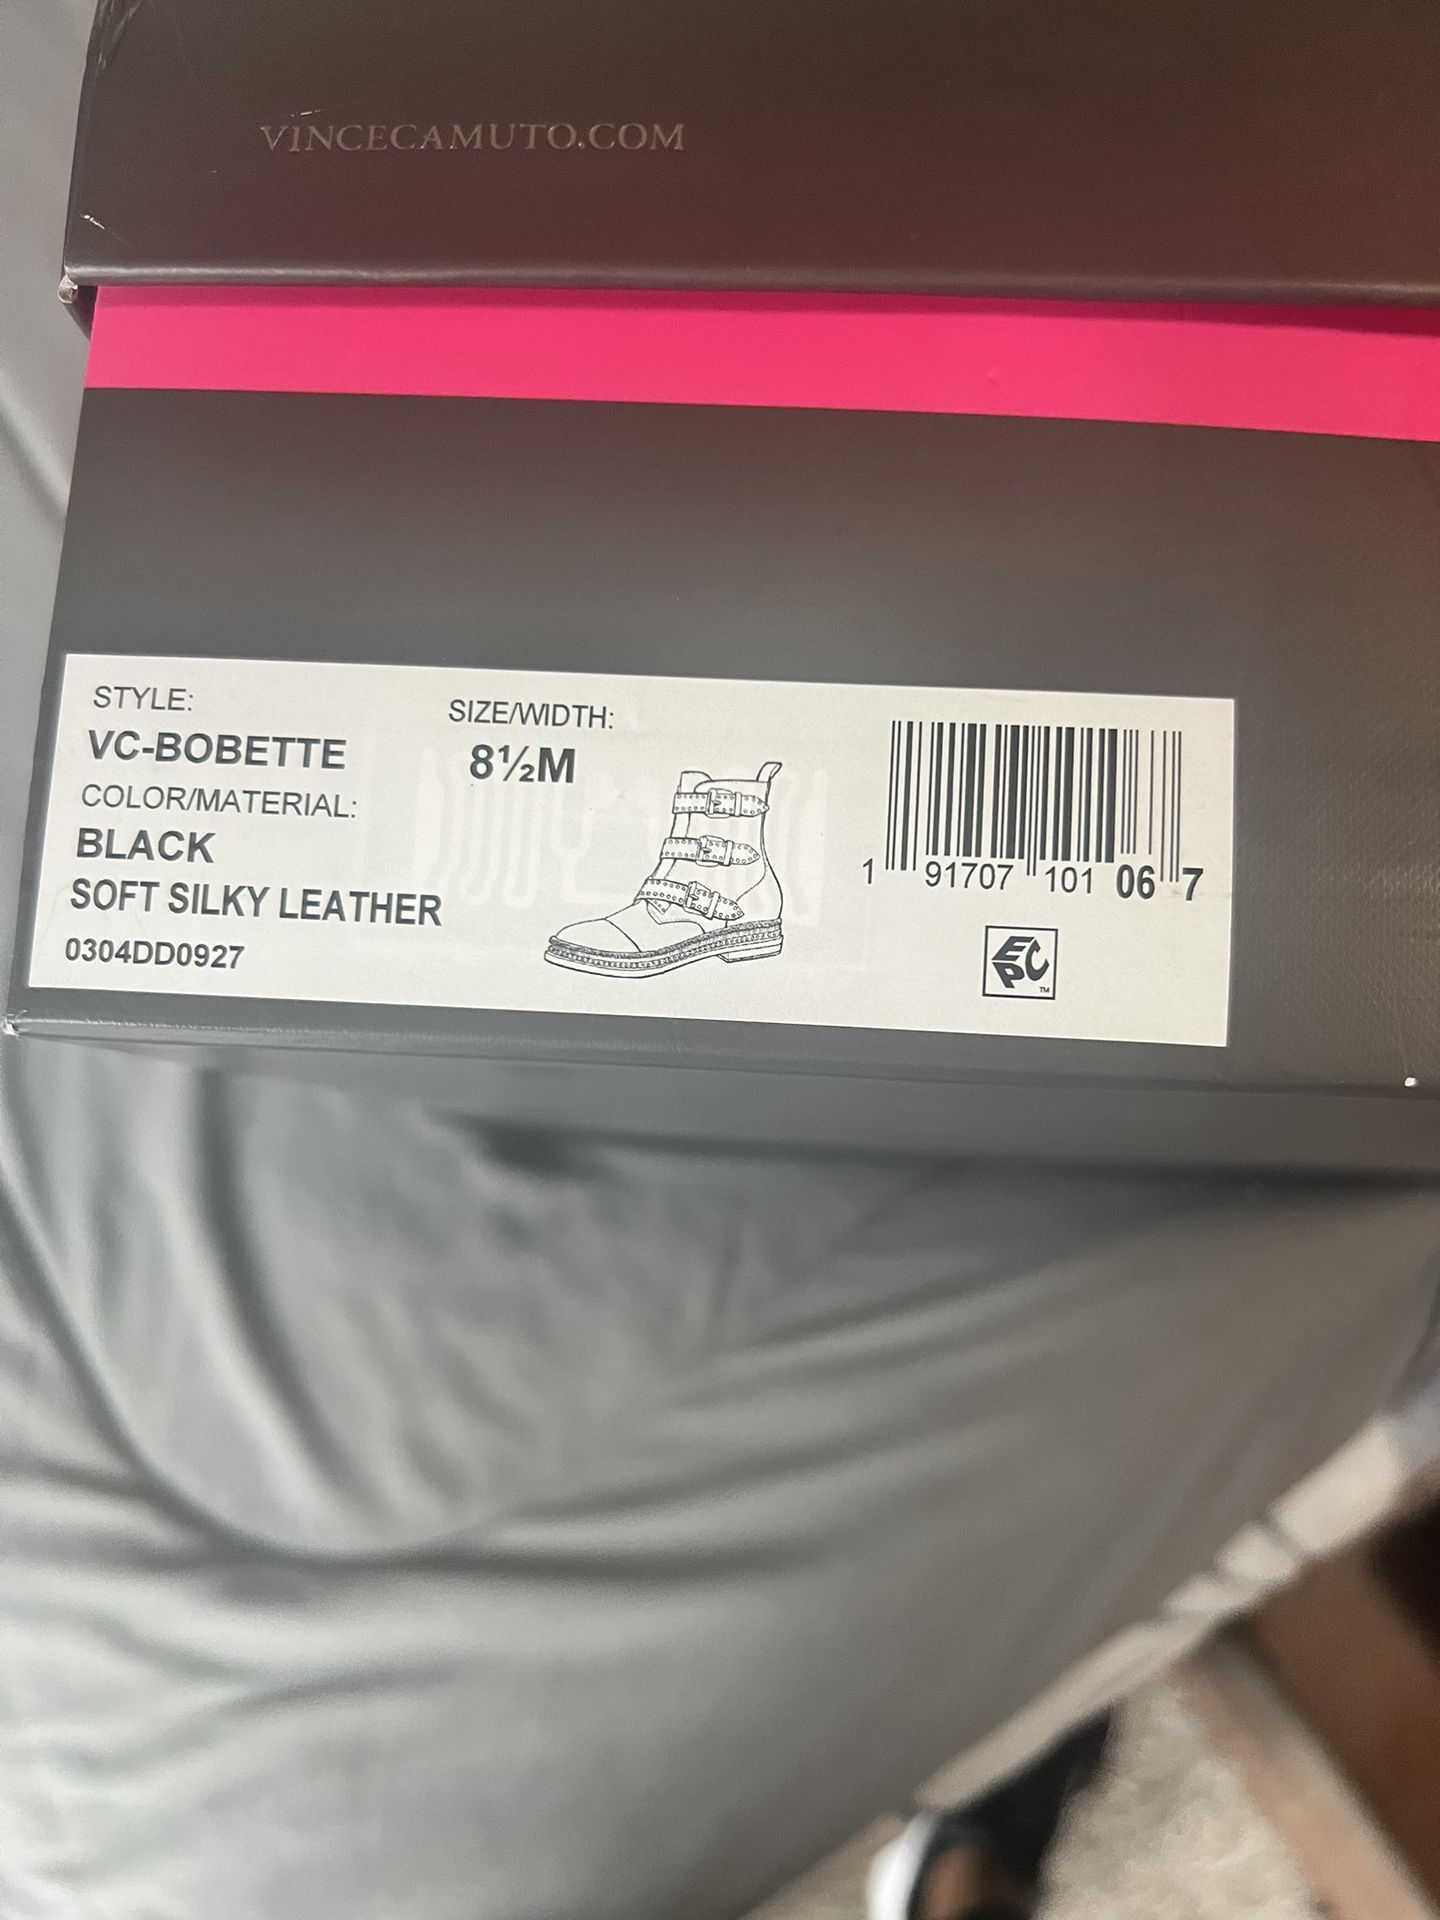 VINCECAMUTO.COM
STYLE:
VC-BOBETTE
SIZE/WIDTH:
8½M
COLOR/MATERIAL:
BLACK
SOFT SILKY LEATHER
0304DD0927
1 91707 101 06 7
EPC
TM